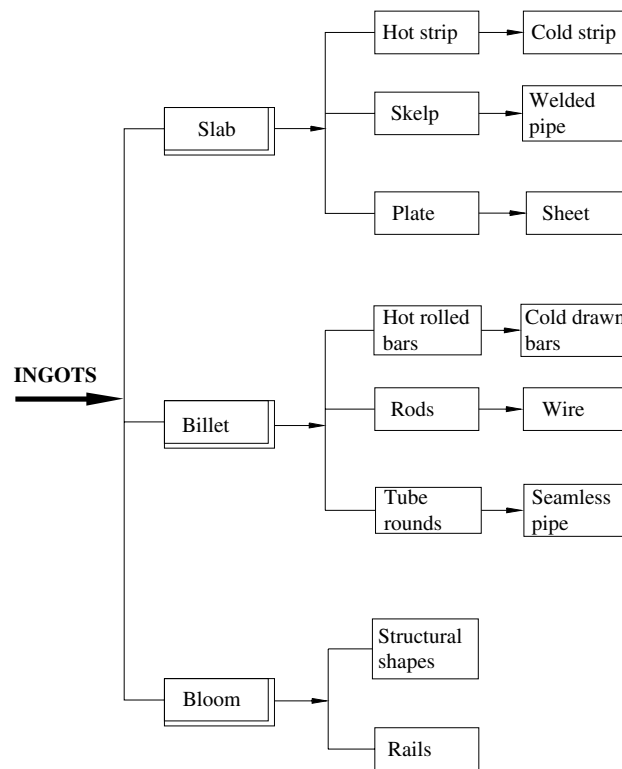 Hot strip
Cold strip
Slab
Skelp
Welded
pipe
Plate
Sheet
INGOTS
Hot rolled
bars
Cold drawn
bars
Billet
Rods
Wire
Tube
rounds
Seamless
pipe
Bloom
Structural
shapes
Rails